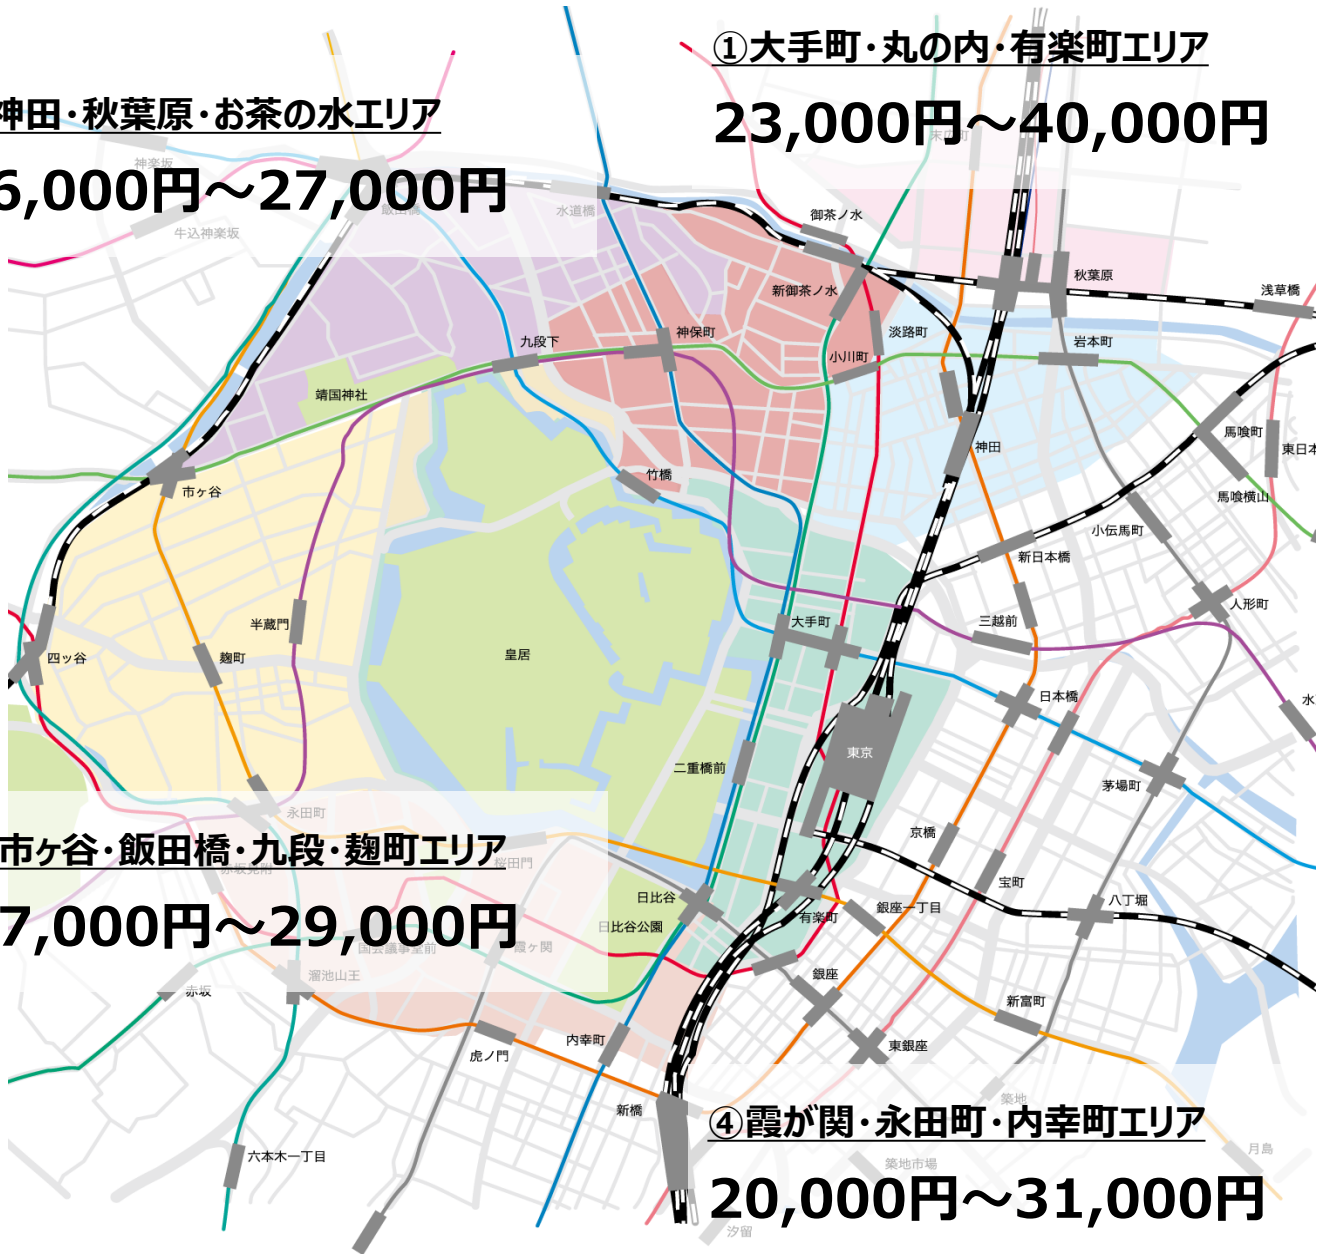 ①大手町・丸の内・有楽町エリア
23,000円～40,000円
神田・秋葉原・お茶の水エリア
6,000円～27,000円
末広町
神楽坂
飯田橋
水道橋
牛込神楽坂
御茶ノ水
秋葉原
新御茶ノ水
浅草橋
淡路町
九段下
神保町
岩本町
小川町
靖国神社
馬喰町
東日本
神田
竹橋
市ヶ谷
馬喰横山
小伝馬町
新日本橋
人形町
半蔵門
大手町
三越前
四ッ谷
麹町
皇居
日本橋
水
東京
二重橋前
茅場町
永田町
京橋
市ヶ谷・飯田橋・九段・麹町エリア
赤坂見附
桜田門
宝町
日比谷
八丁堀
7,000円～29,000円
有楽町
銀座一丁目
日比谷公園
国会議事堂前
霞ヶ関
溜池山王
銀座
赤坂
新富町
内幸町
東銀座
虎ノ門
築地
新橋
④霞が関・永田町・内幸町エリア
月島
六本木一丁目
築地市場
20,000円～31,000円
汐留